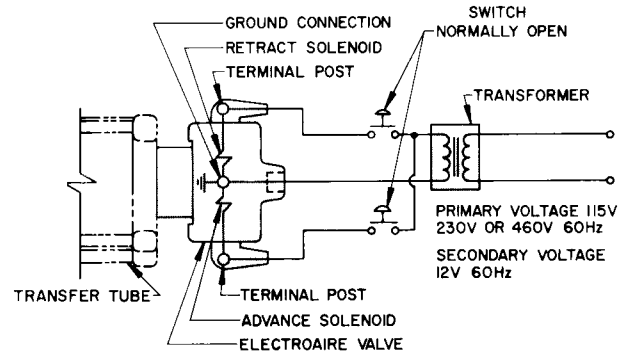 GROUND CONNECTION
RETRACT SOLENOID
TERMINAL POST
SWITCH
NORMALLY OPEN
TRANSFORMER
PRIMARY VOLTAGE 115V
230V OR 460V 60Hz
SECONDARY VOLTAGE
12V 60Hz
TRANSFER TUBE
TERMINAL POST
ADVANCE SOLENOID
ELECTROAIRE VALVE